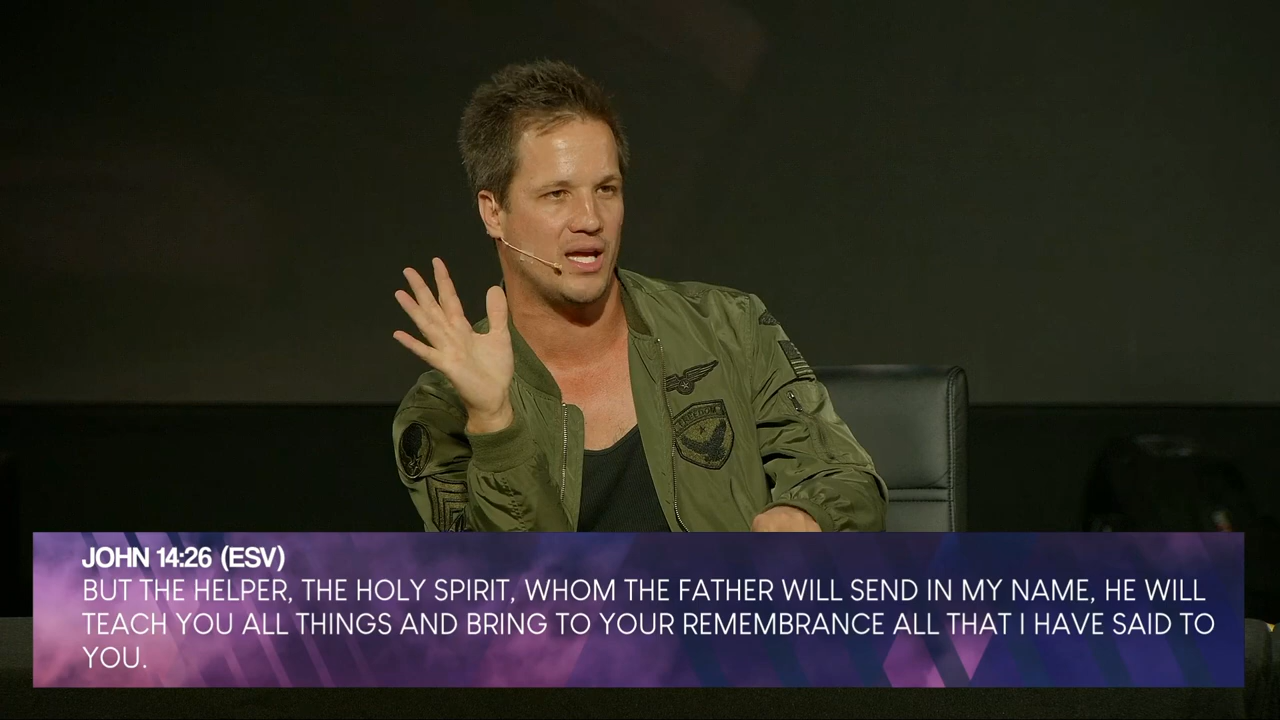 FREEDOM
JOHN 14:26 (ESV)
BUT THE HELPER, THE HOLY SPIRIT, WHOM THE FATHER WILL SEND IN MY NAME, HE WILL
TEACH YOU ALL THINGS AND BRING TO YOUR REMEMBRANCE ALL THAT I HAVE SAID TO
YOU.